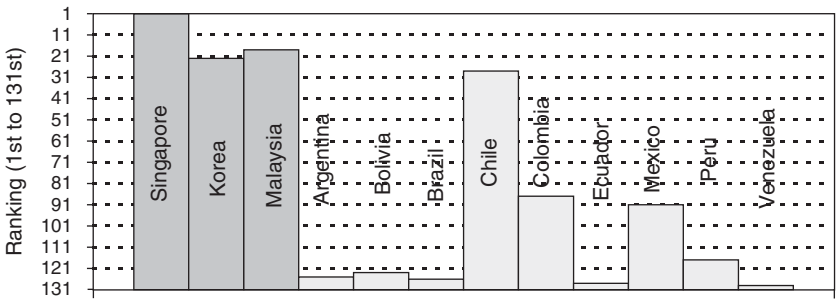 Ranking (1st to 131st)
1
11
21
31
41
51
61
71
81
91
101
111
121
131
Singapore
Korea
Malaysia
Argentina
Bolivia
Brazil
Chile
Colombia
Ecuador
Mexico
Peru
Venezuela